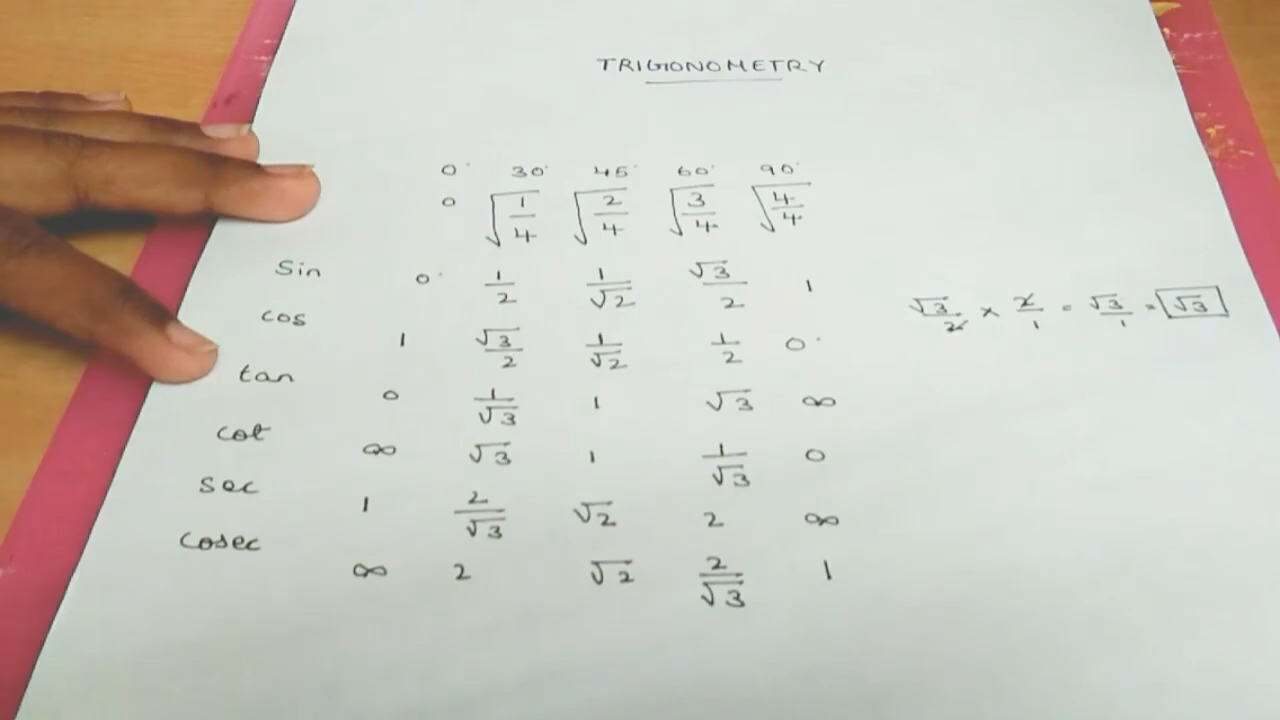 TRIGONOMETRY
0° 30° 45° 60° 90°
0 √(1/4) √(2/4) √(3/4) √(4/4)
Sin 0 1/2 1/√2 √3/2 1
cos 1 √3/2 1/√2 1/2 0
tan 0 1/√3 1 √3 ∞
cot ∞ √3 1 1/√3 0
sec 1 2/√3 √2 2 ∞
cosec ∞ 2 √2 2/√3 1
√3/2 × 2/1 = √3/1 = √3